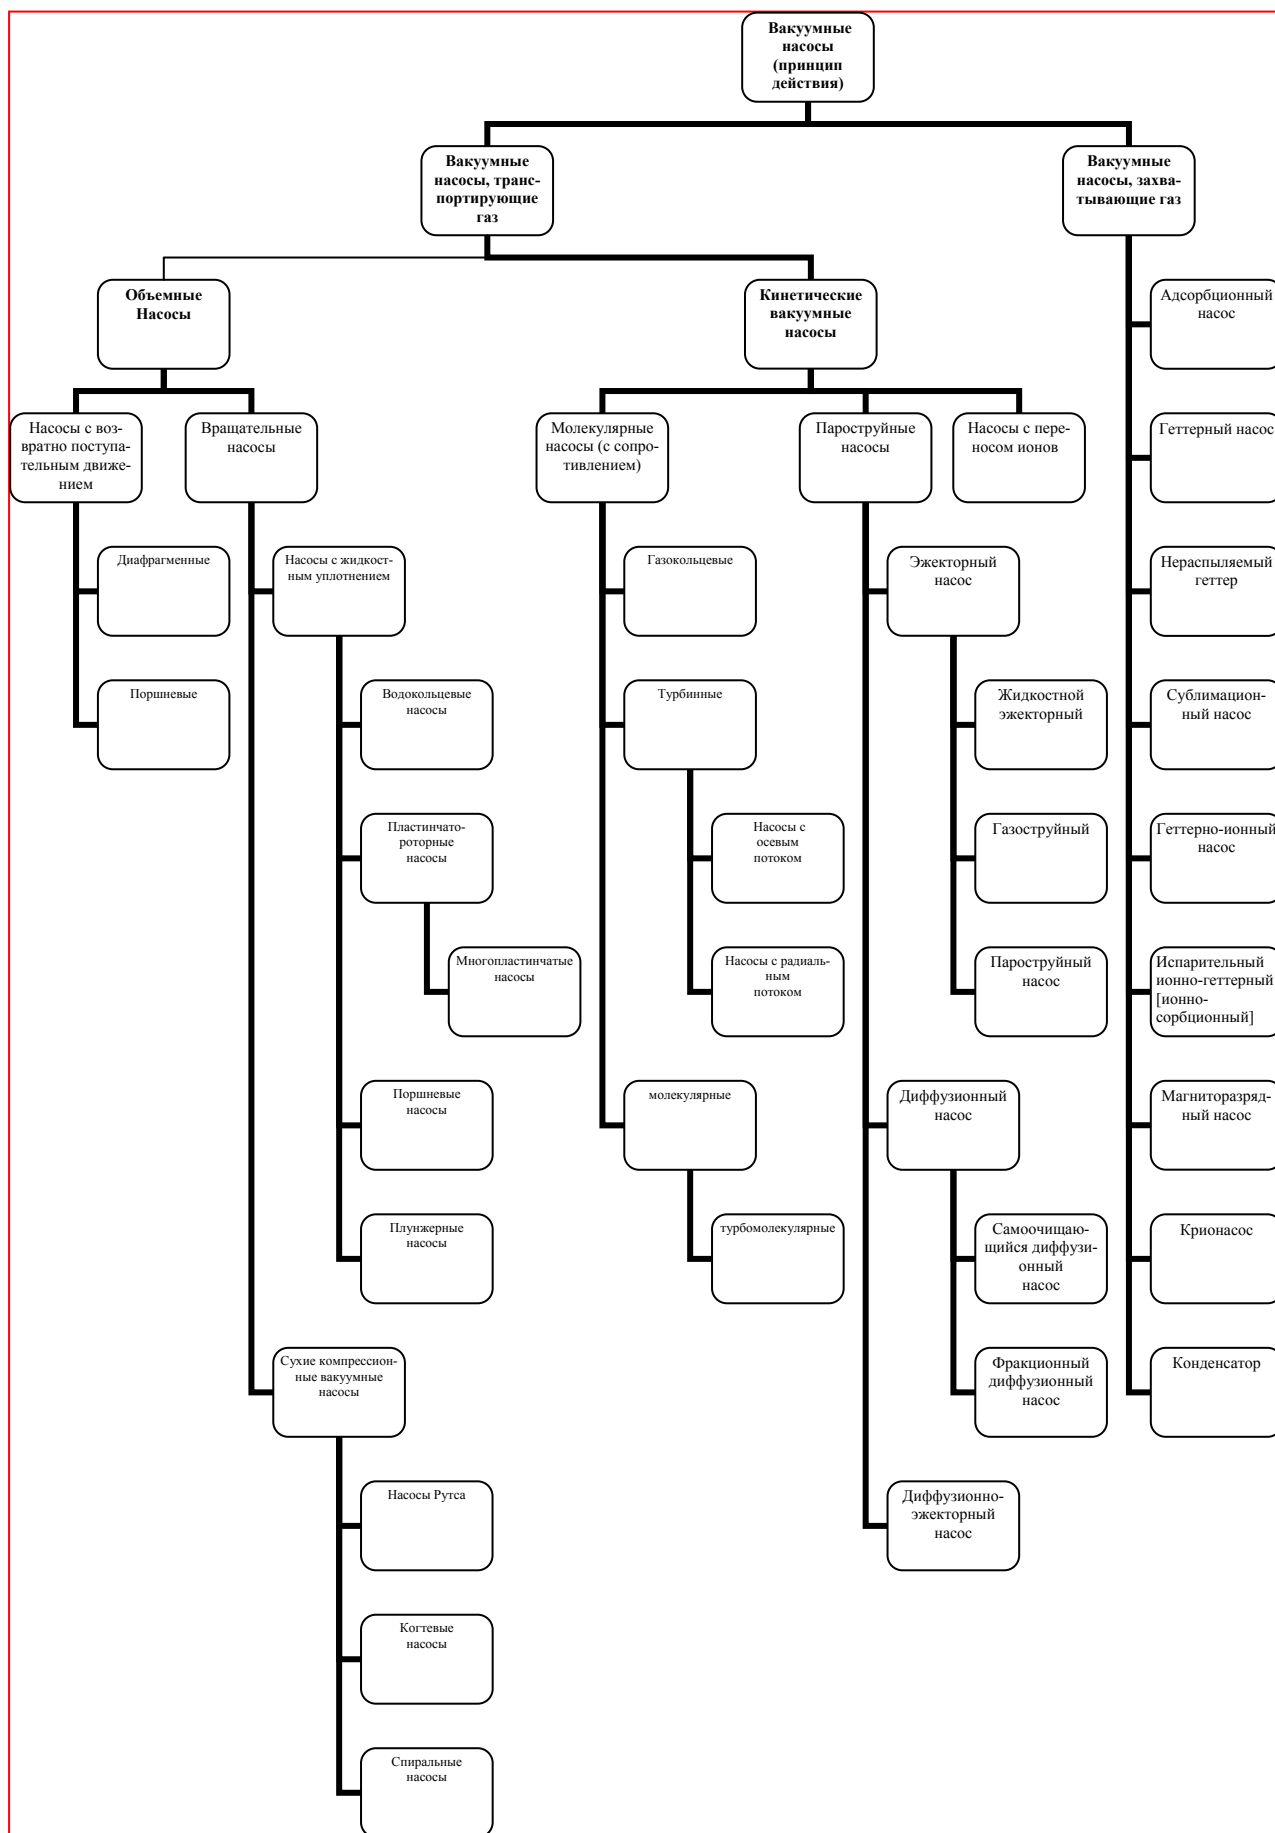 Вакуумные
насосы
(принцип
действия)
Вакуумные
насосы, транс-
портирующие
газ
Вакуумные
насосы, захва-
тывающие газ
Объемные
Насосы
Кинетические
вакуумные
насосы
Адсорбционный
насос
Насосы с воз-
вратно поступа-
тельным движе-
нием
Вращательные
насосы
Молекулярные
насосы (с сопро-
тивлением)
Пароструйные
насосы
Насосы с пере-
носом ионов
Геттерный насос
Диафрагменные
Насосы с жидкост-
ным уплотнением
Газокольцевые
Эжекторный
насос
Нераспыляемый
геттер
Поршневые
Водокольцевые
насосы
Турбинные
Жидкостной
эжекторный
Сублимацион-
ный насос
Пластинчато-
роторные
насосы
Насосы с
осевым
потоком
Газоструйный
Геттерно-ионный
насос
Многопластинчатые
насосы
Насосы с радиаль-
ным
потоком
Пароструйный
насос
Испарительный
ионно-геттерный
[ионно-
сорбционный]
Поршневые
насосы
молекулярные
Диффузионный
насос
Магниторазряд-
ный насос
Плунжерные
насосы
турбомолекулярные
Самоочищаю-
щийся диффузи-
онный
насос
Крионасос
Сухие компрессион-
ные вакуумные
насосы
Фракционный
диффузионный
насос
Конденсатор
Насосы Рутса
Диффузионно-
эжекторный
насос
Когтевые
насосы
Спиральные
насосы